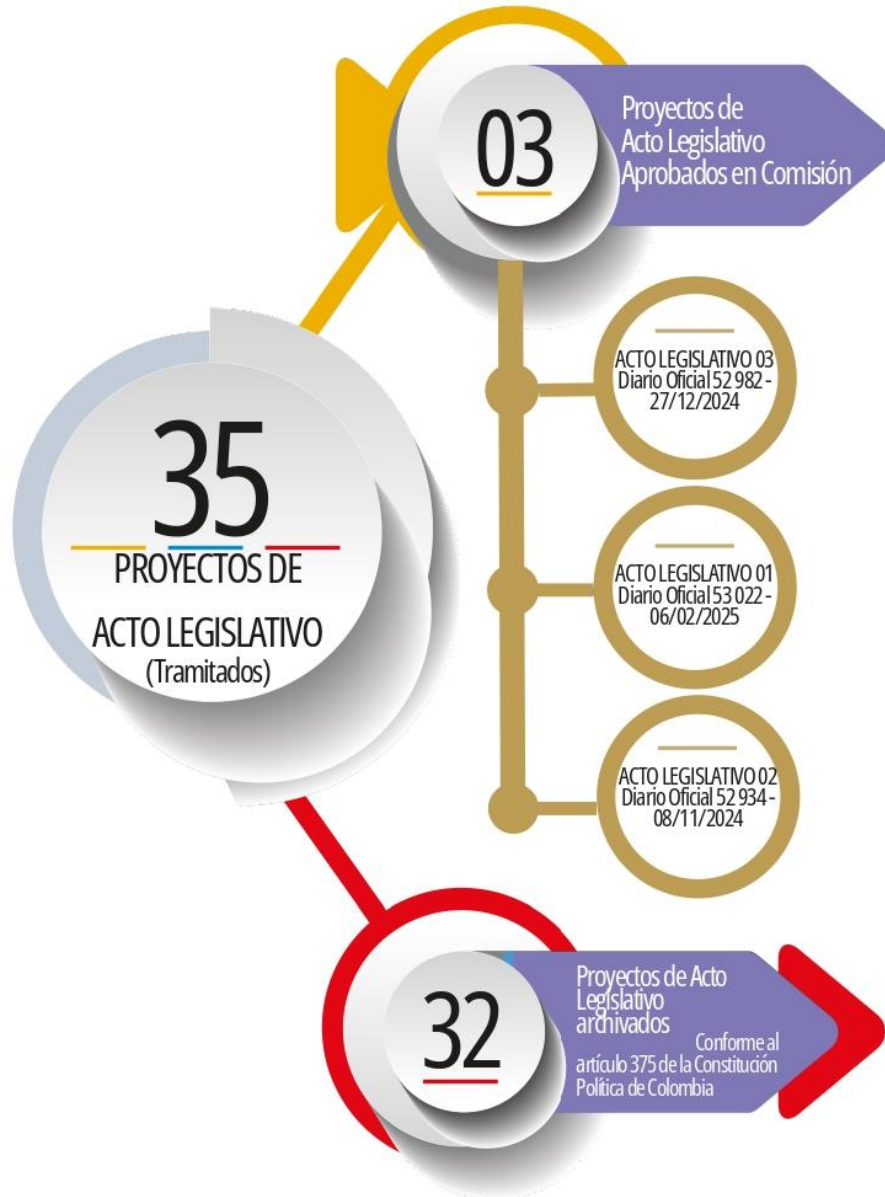 03
Proyectos de
Acto Legislativo
Aprobados en Comisión
ACTO LEGISLATIVO 03
Diario Oficial 52 982 -
27/12/2024
35
PROYECTOS DE
ACTO LEGISLATIVO
(Tramitados)
ACTO LEGISLATIVO 01
Diario Oficial 53 022 -
06/02/2025
ACTO LEGISLATIVO 02
Diario Oficial 52 934 -
08/11/2024
32
Proyectos de Acto
Legislativo
archivados
Conforme al
artículo 375 de la Constitución
Política de Colombia